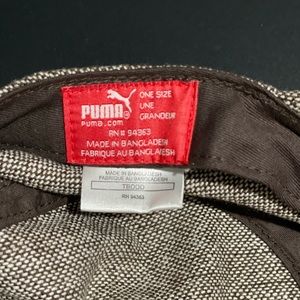 PUMA
puma.com
ONE SIZE
UNE
GRANDEUR
RN # 94363
MADE IN BANGLADESH
FABRIQUE AU BANGLADESH
MADE IN BANGLADESH
FABRIQUE AU BANGLADESH
TBDDD
RN 94363